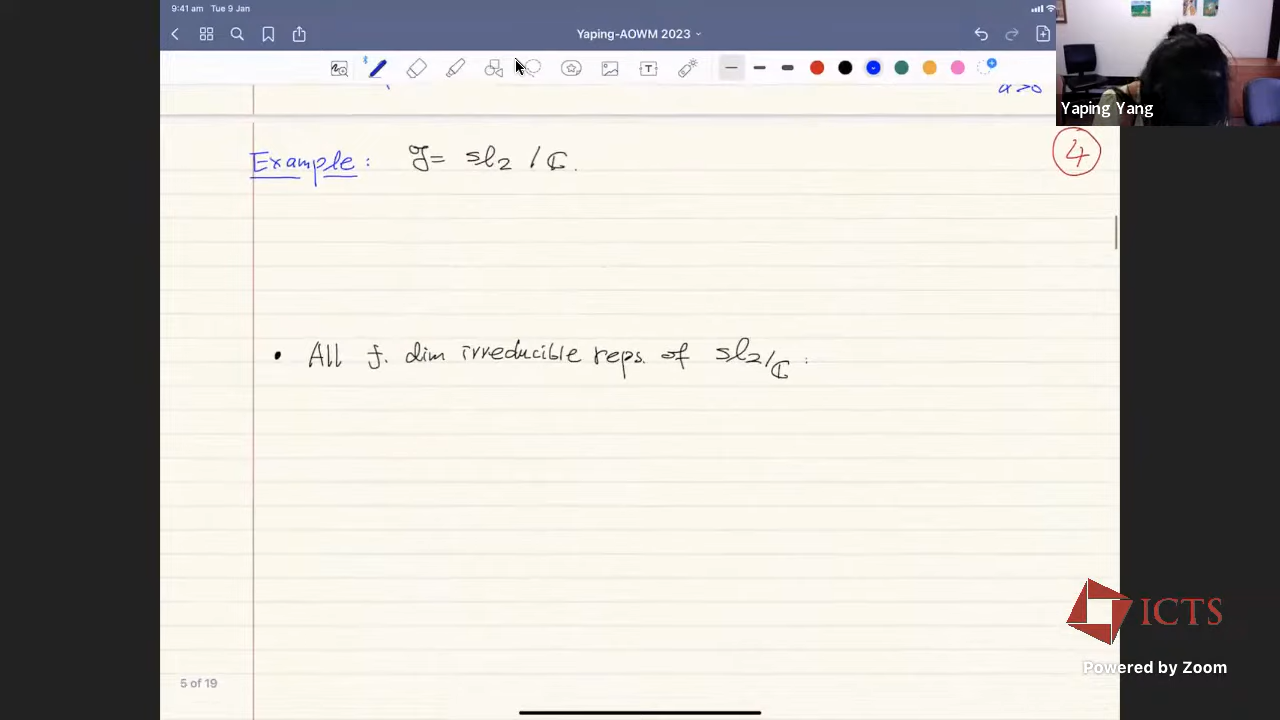 9:41 am Tue 9 Jan
Yaping-AOWM 2023
T
α>0
Yaping Yang
Example: 𝔤= sl₂ /ℂ.
4
• All f. dim irreducible reps. of sl₂/ℂ :
ICTS
Powered by Zoom
5 of 19